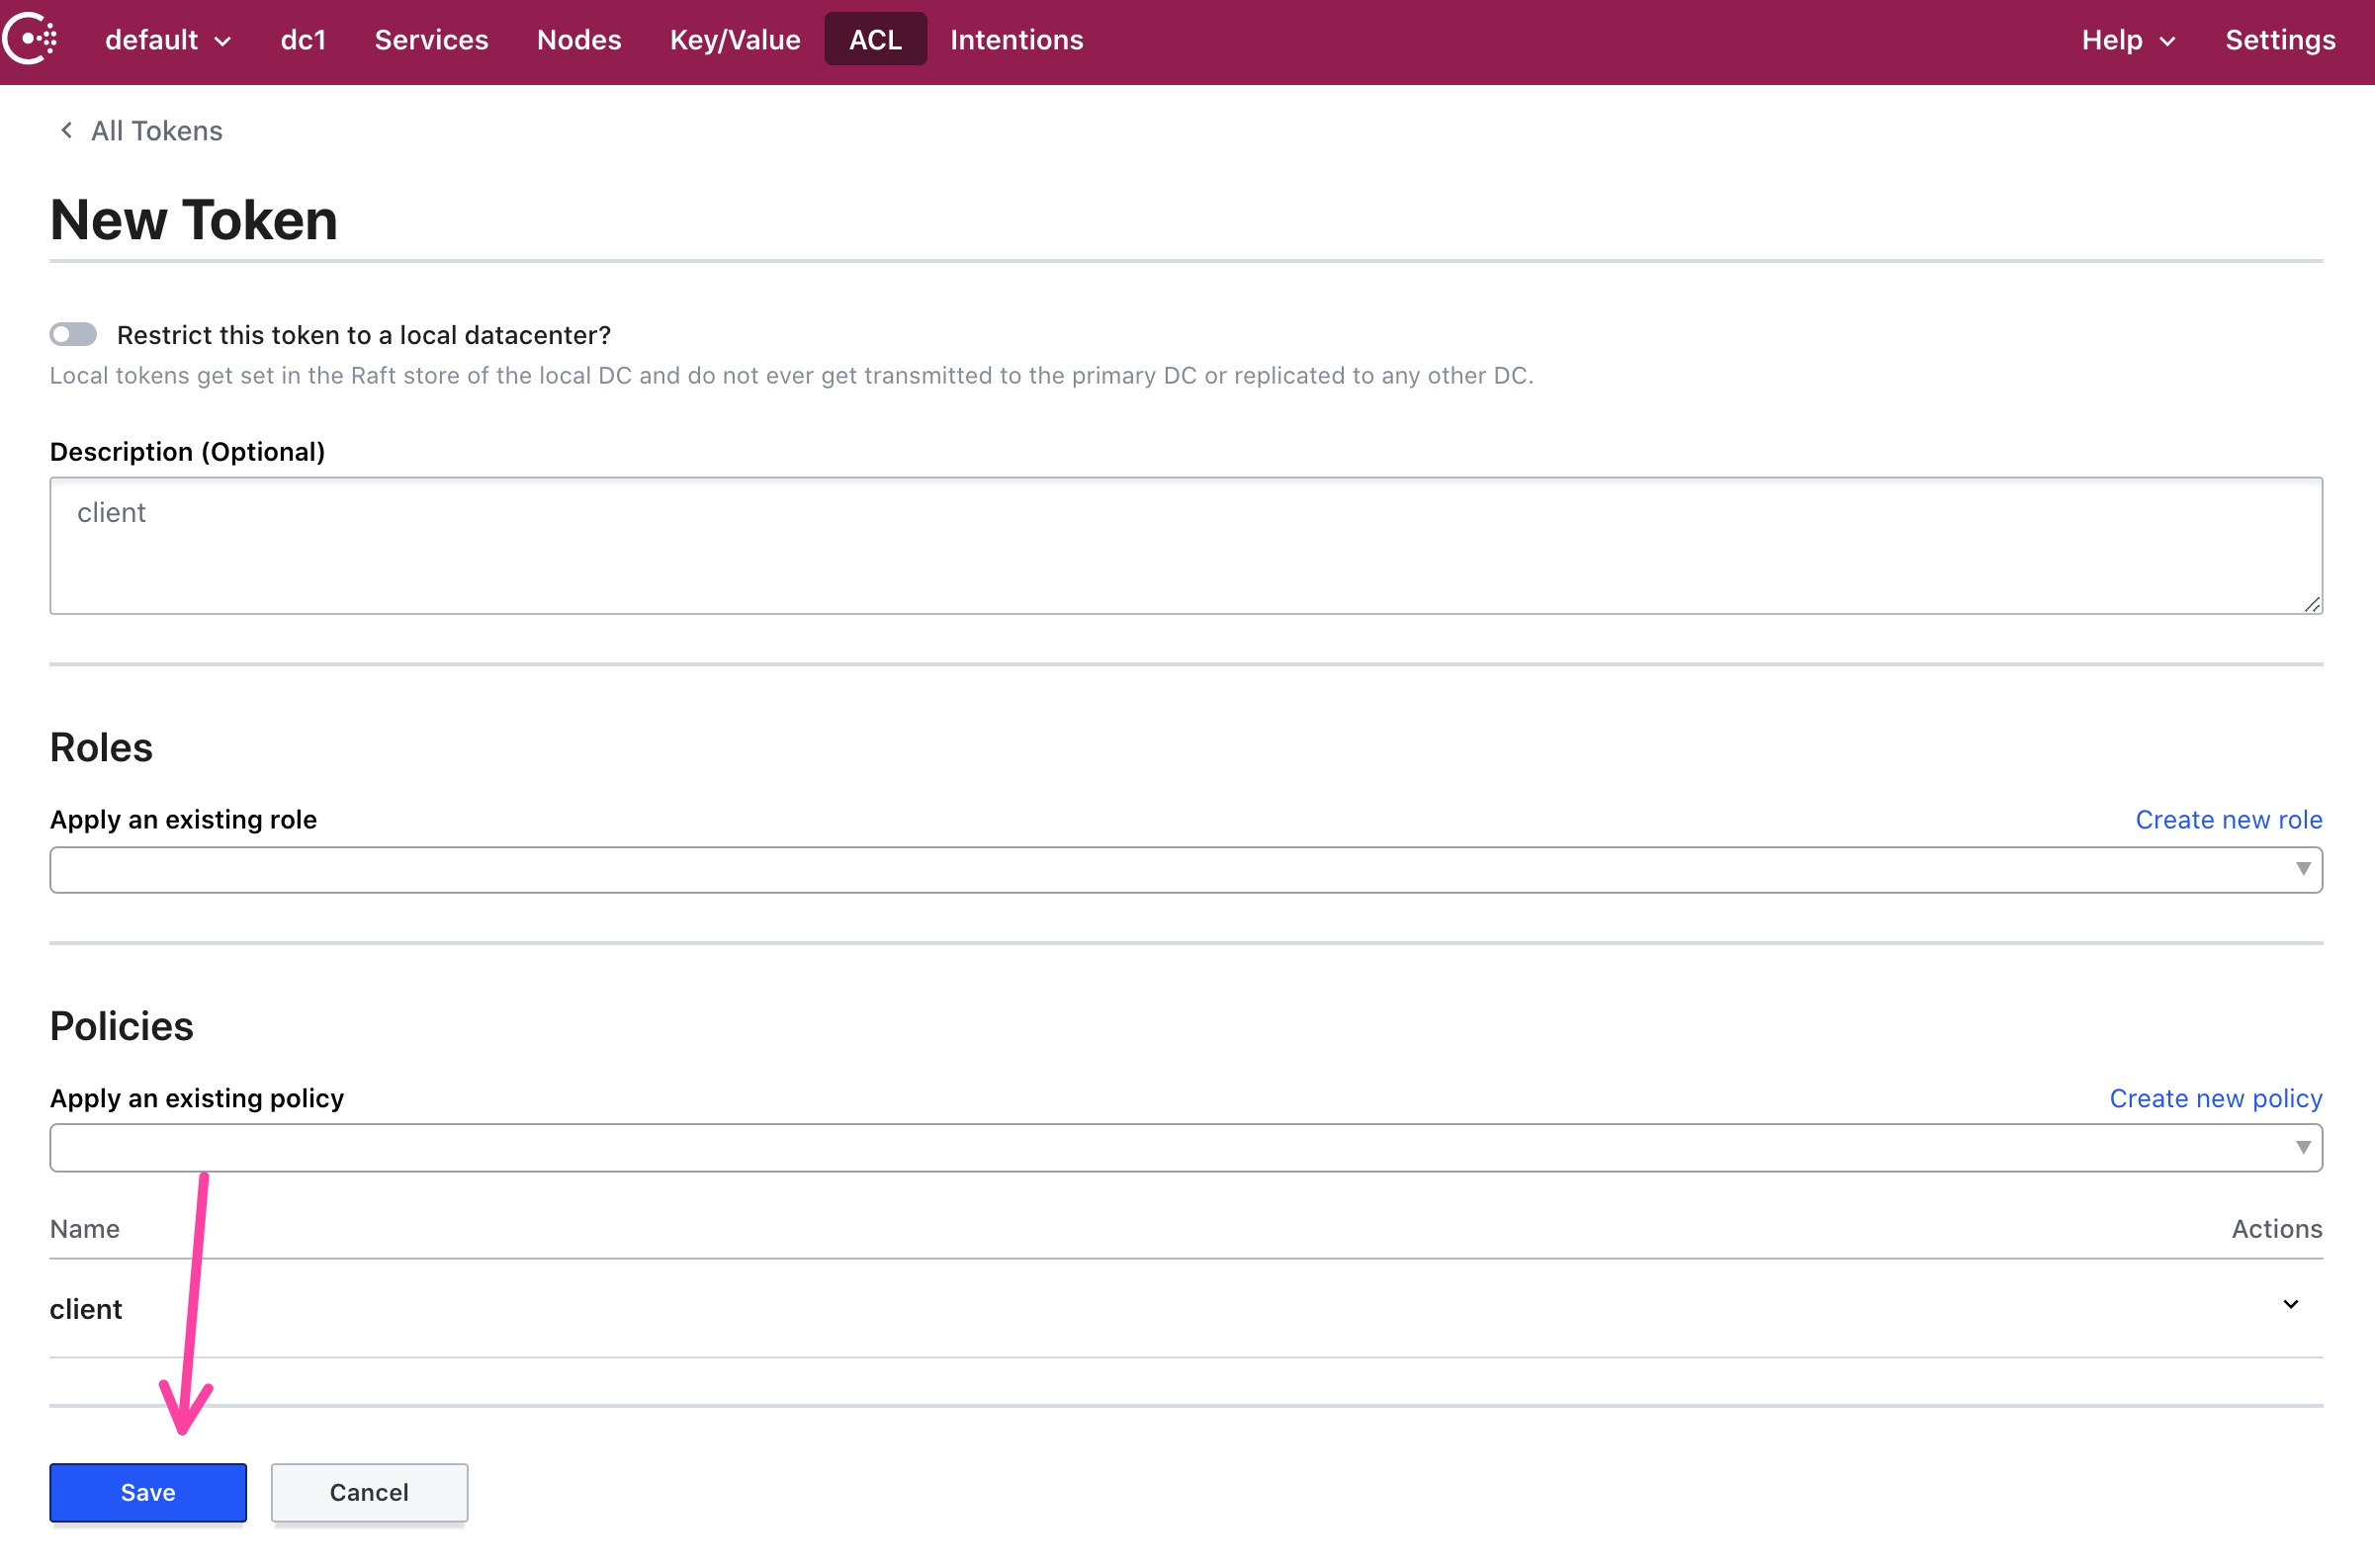 default dc1 Services Nodes Key/Value ACL Intentions Help Settings
All Tokens
New Token
Restrict this token to a local datacenter?
Local tokens get set in the Raft store of the local DC and do not ever get transmitted to the primary DC or replicated to any other DC.
Description (Optional)
client
Roles
Apply an existing role Create new role
Policies
Apply an existing policy Create new policy
Name Actions
client
Save Cancel